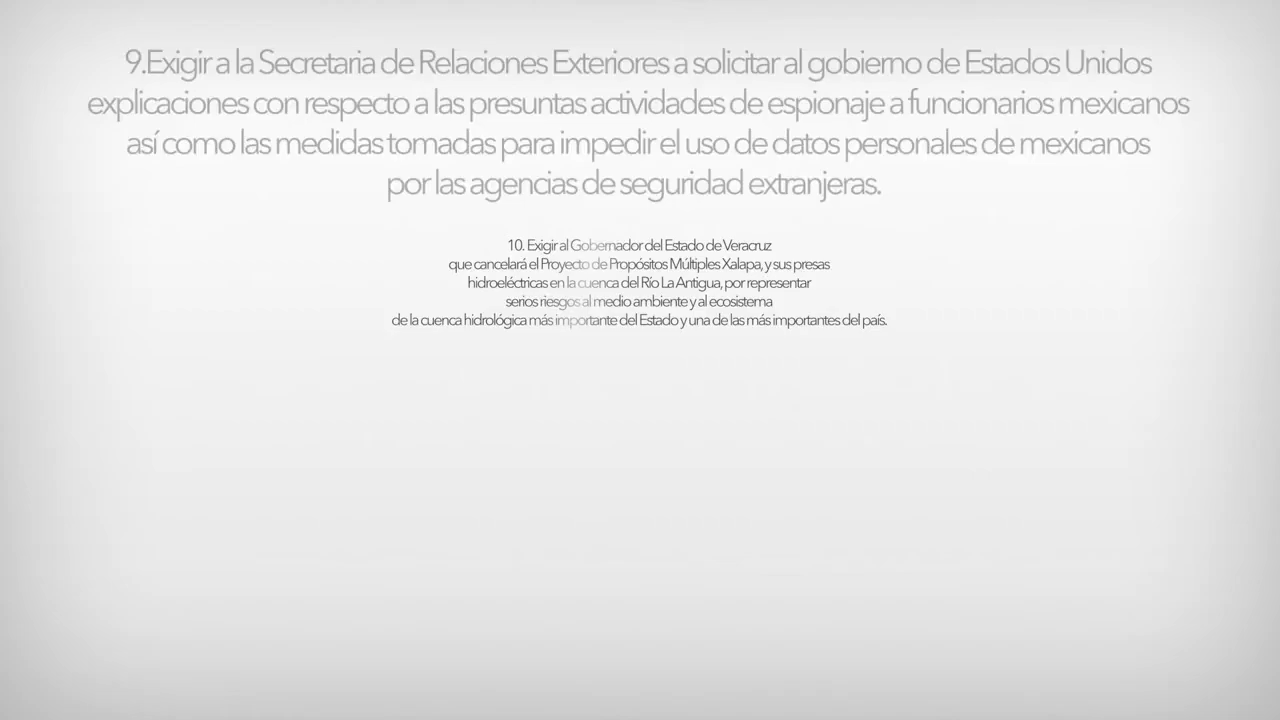 9.Exigir a la Secretaria de Relaciones Exteriores a solicitar al gobierno de Estados Unidos
explicaciones con respecto a las presuntas actividades de espionaje a funcionarios mexicanos
así como las medidas tomadas para impedir el uso de datos personales de mexicanos
por las agencias de seguridad extranjeras.
10. Exigir al Gobernador del Estado de Veracruz
que cancelará el Proyecto de Propósitos Múltiples Xalapa, y sus presas
hidroeléctricas en la cuenca del Río La Antigua, por representar
serios riesgos al medio ambiente y al ecosistema
de la cuenca hidrológica más importante del Estado y una de las más importantes del país.